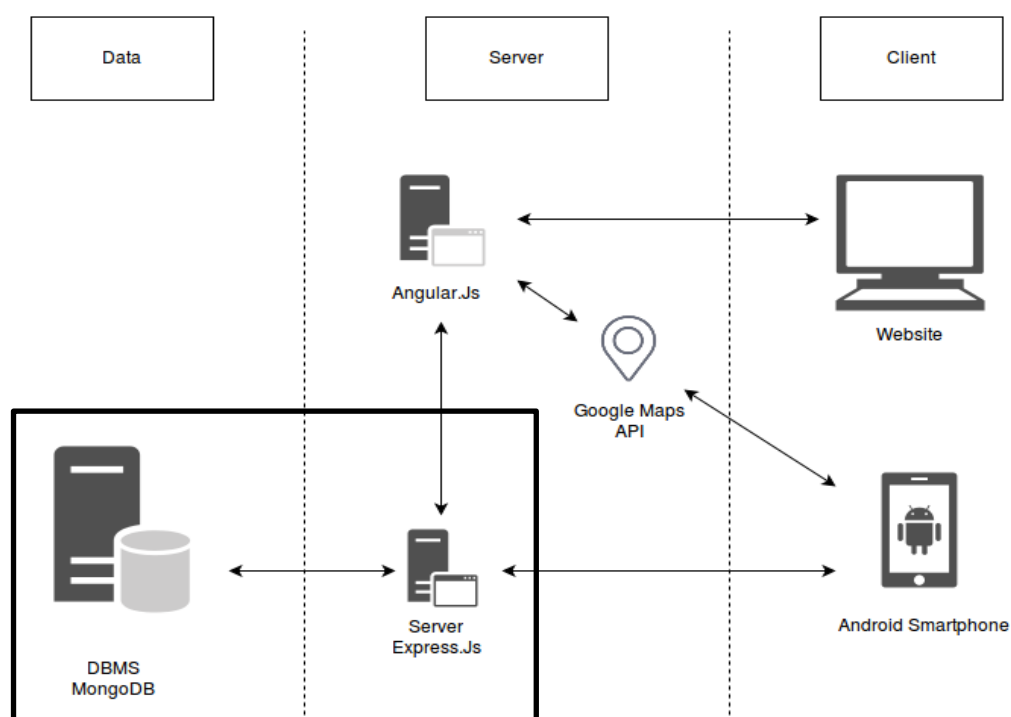 Data
Server
Client
Angular.Js
Website
Google Maps
API
Server
Express.Js
Android Smartphone
DBMS
MongoDB